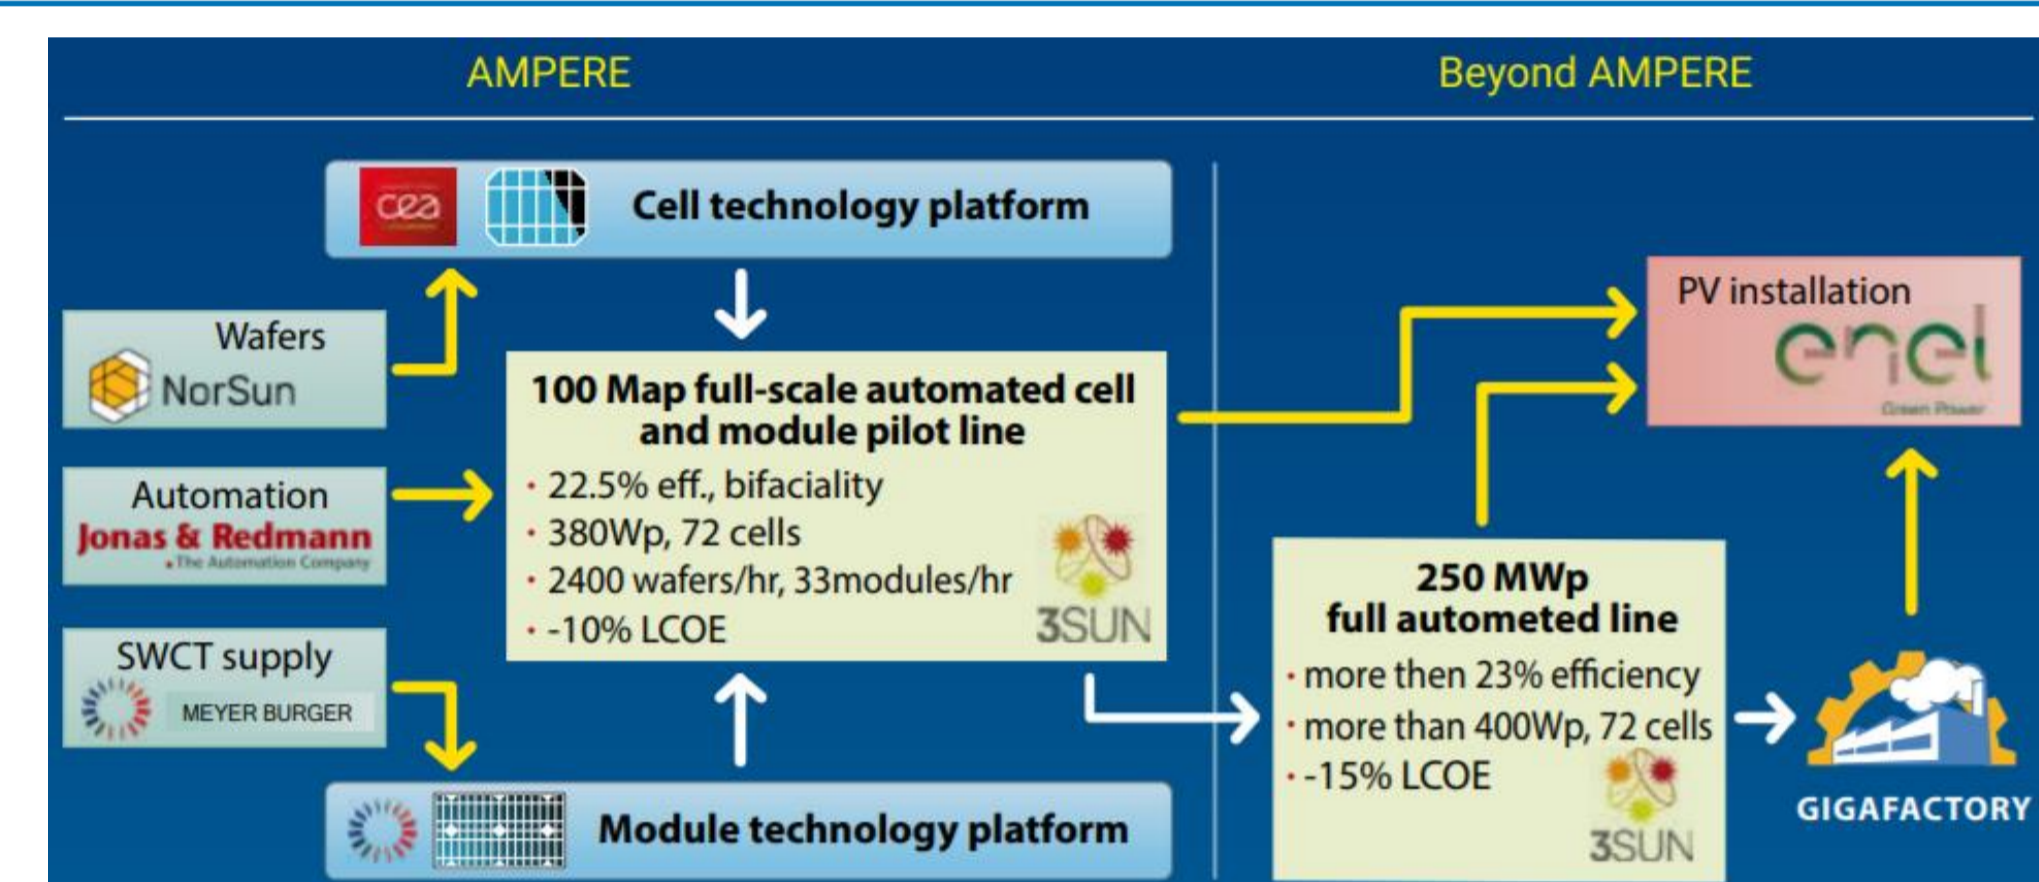 AMPERE
Beyond AMPERE
cea
Cell technology platform
Wafers
NorSun
Automation
Jonas & Redmann
The Automation Company
SWCT supply
MEYER BURGER
100 Map full-scale automated cell
and module pilot line
· 22.5% eff., bifaciality
· 380Wp, 72 cells
· 2400 wafers/hr, 33modules/hr
· -10% LCOE
3SUN
Module technology platform
PV installation
enel
Green Power
250 MWp
full autometed line
· more then 23% efficiency
· more than 400Wp, 72 cells
· -15% LCOE
3SUN
GIGAFACTORY